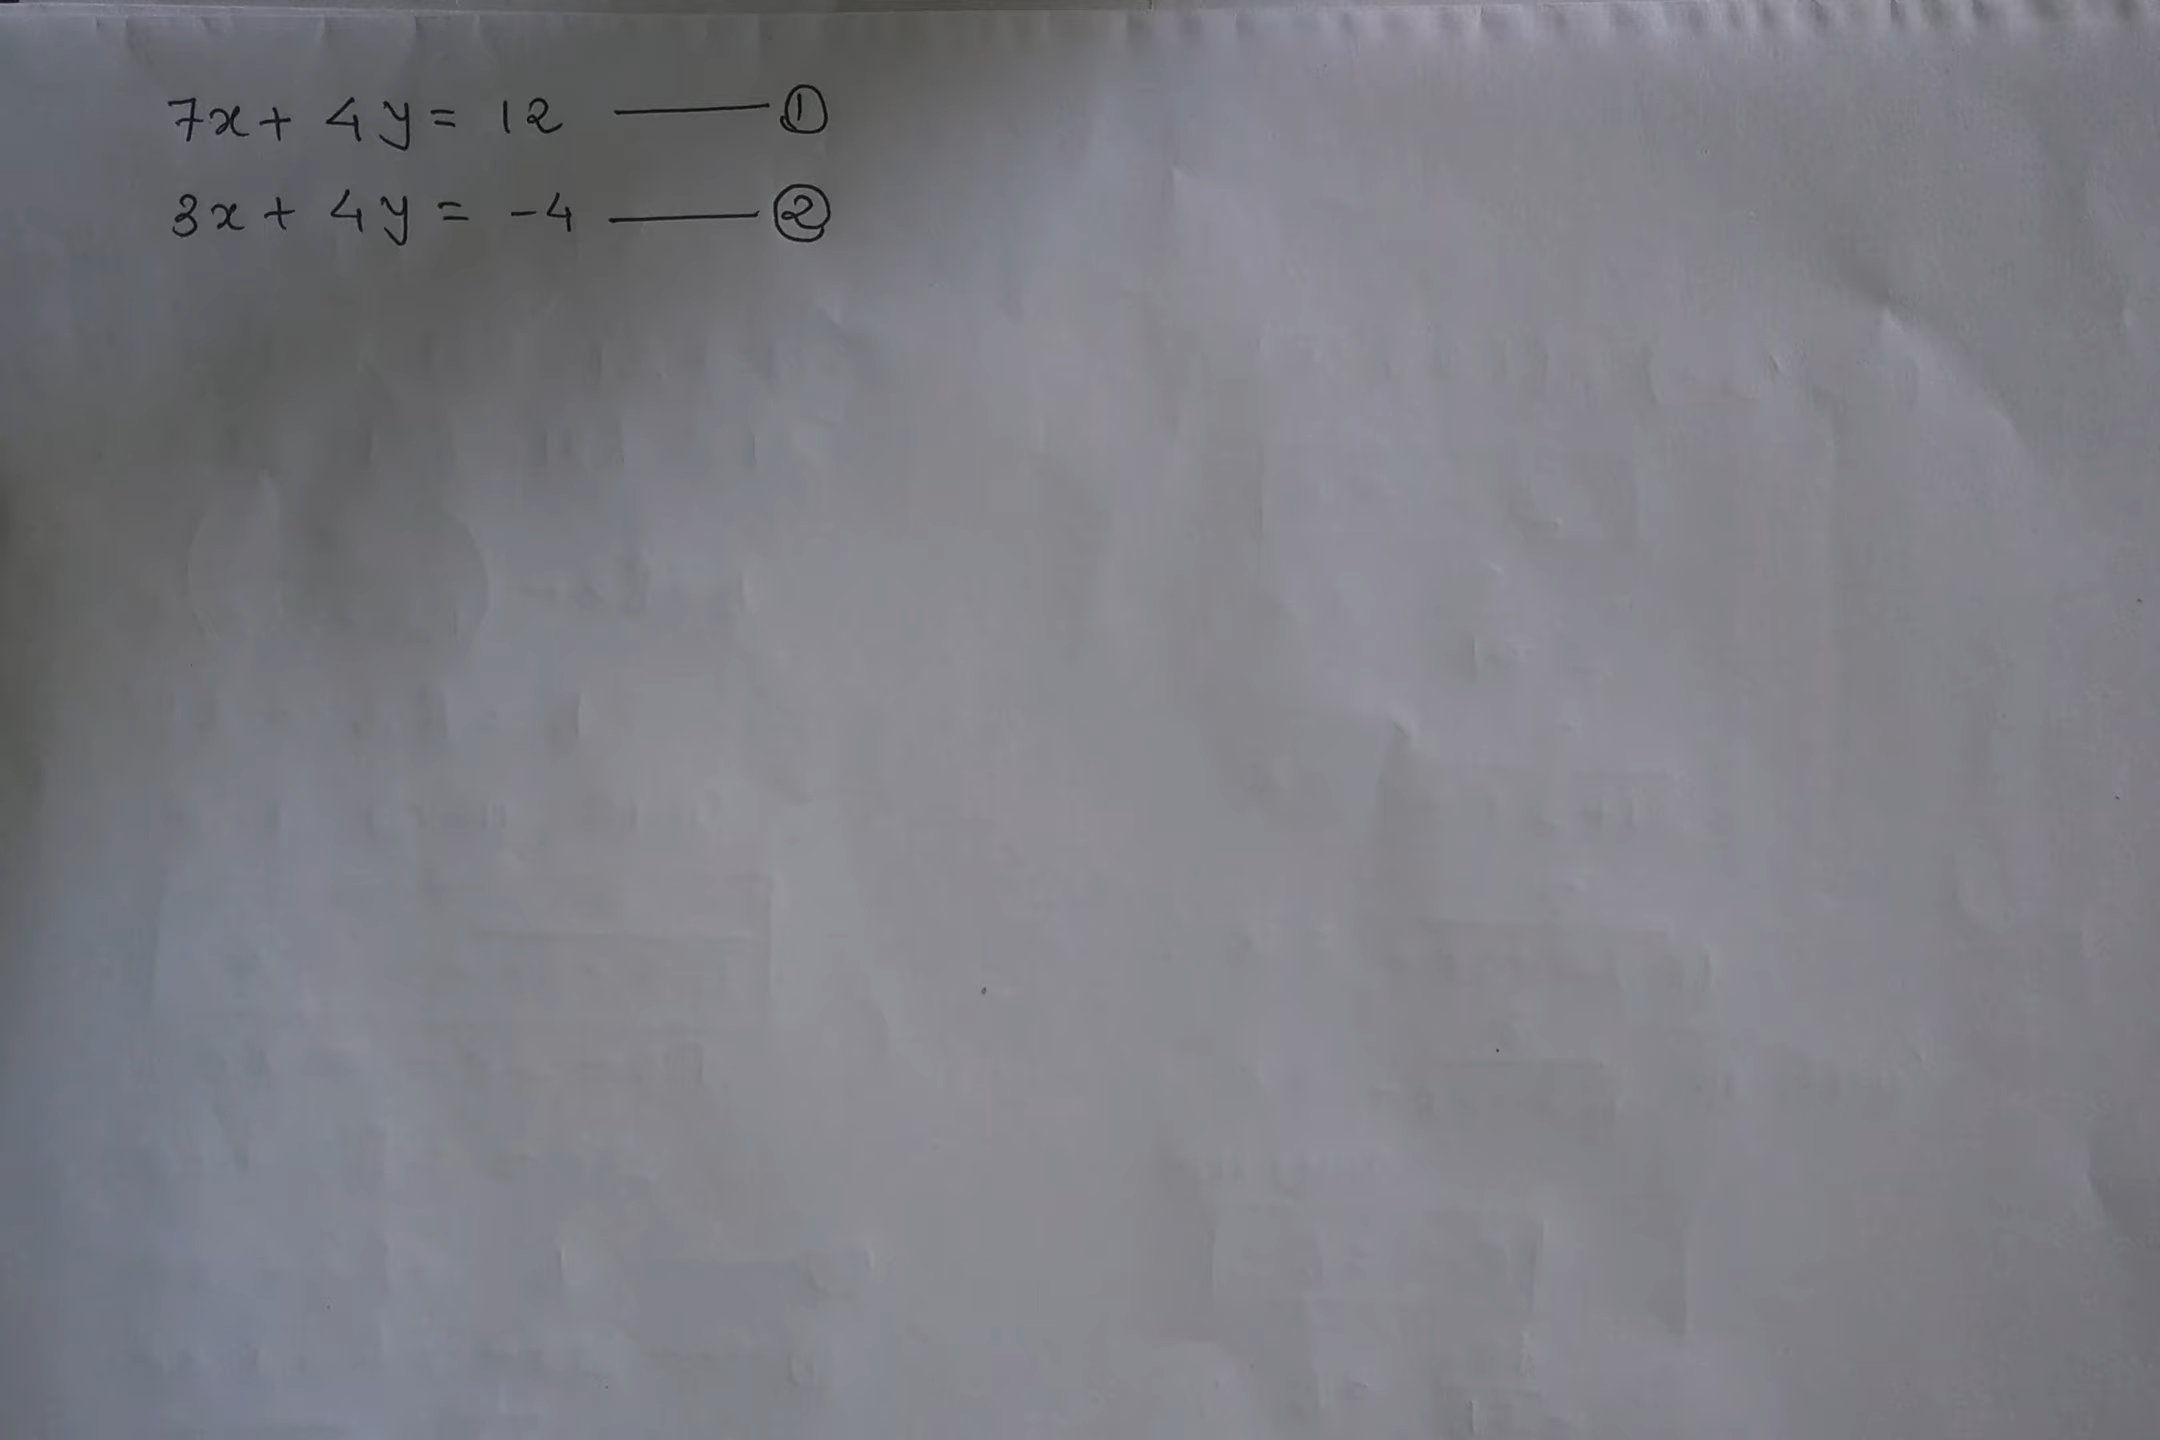 7x + 4y = 12 —— ①
3x + 4y = -4 —— ②